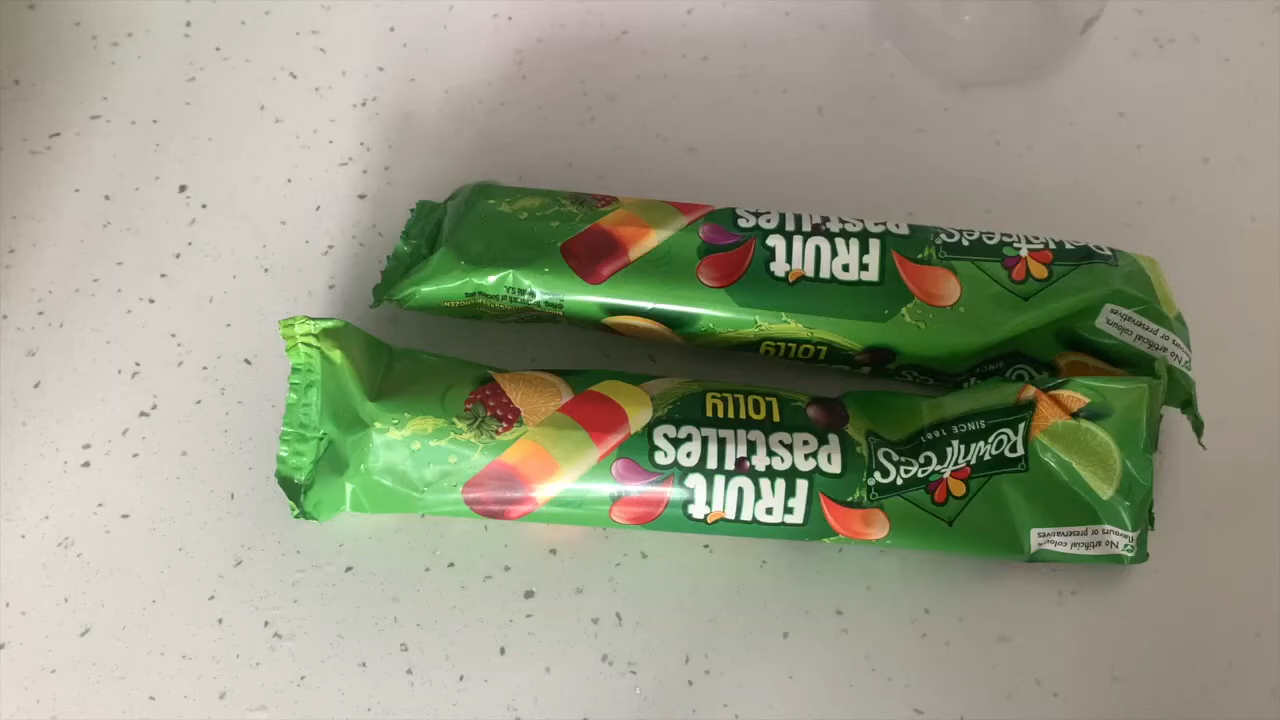 ROWNTREE'S
FRUIT
PASTILLES
LOLLY
No artificial colours,
flavours or preservatives
ROWNTREE'S
SINCE 1881
FRUIT
PASTILLES
LOLLY
No artificial colours,
flavours or preservatives